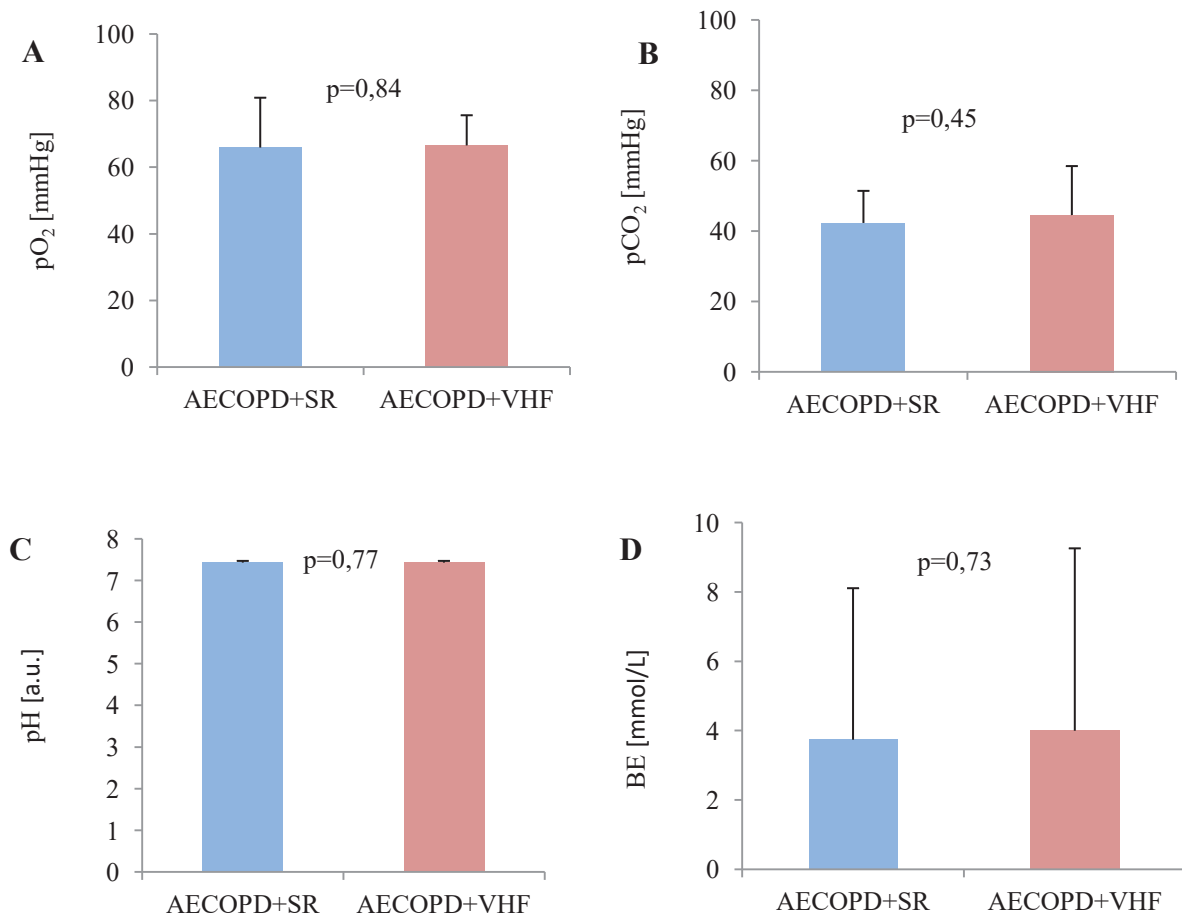 A
pO₂ [mmHg]
100
80
60
40
20
0
p=0,84
AECOPD+SR
AECOPD+VHF
B
pCO₂ [mmHg]
100
80
60
40
20
0
p=0,45
AECOPD+SR
AECOPD+VHF
C
pH [a.u.]
8
7
6
5
4
3
2
1
0
p=0,77
AECOPD+SR
AECOPD+VHF
D
BE [mmol/L]
10
8
6
4
2
0
p=0,73
AECOPD+SR
AECOPD+VHF